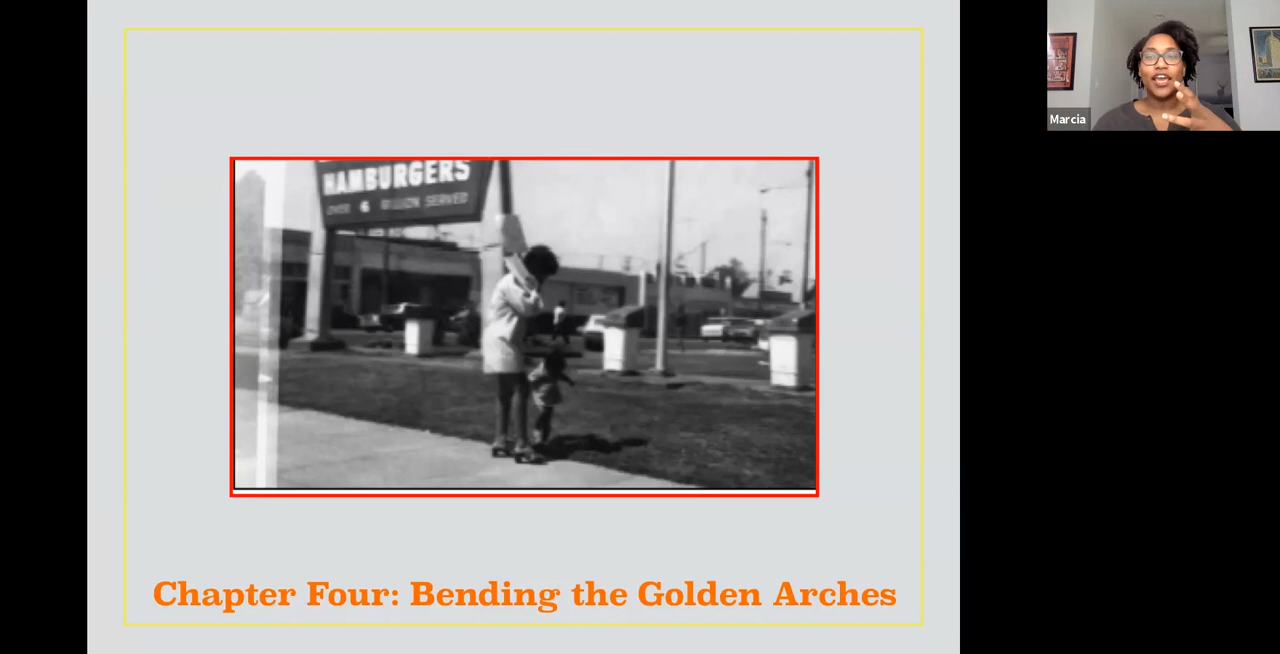 HAMBURGERS
OVER 6 BILLION SERVED
Marcia
Chapter Four: Bending the Golden Arches